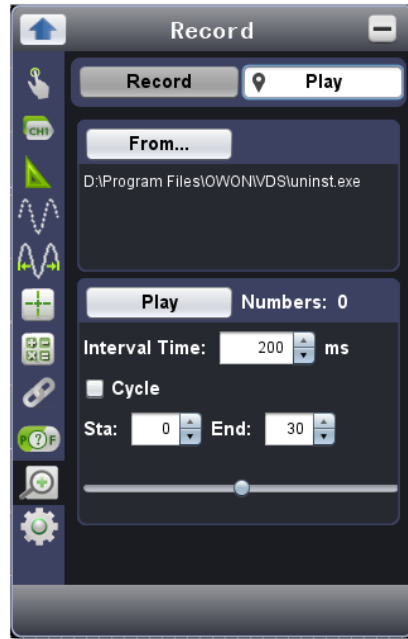 Record
Record Play
CH1
From...
D:\Program Files\OWON\VDS\uninst.exe
Play Numbers: 0
Interval Time: 200 ms
Cycle
P?F
Sta: 0 End: 30